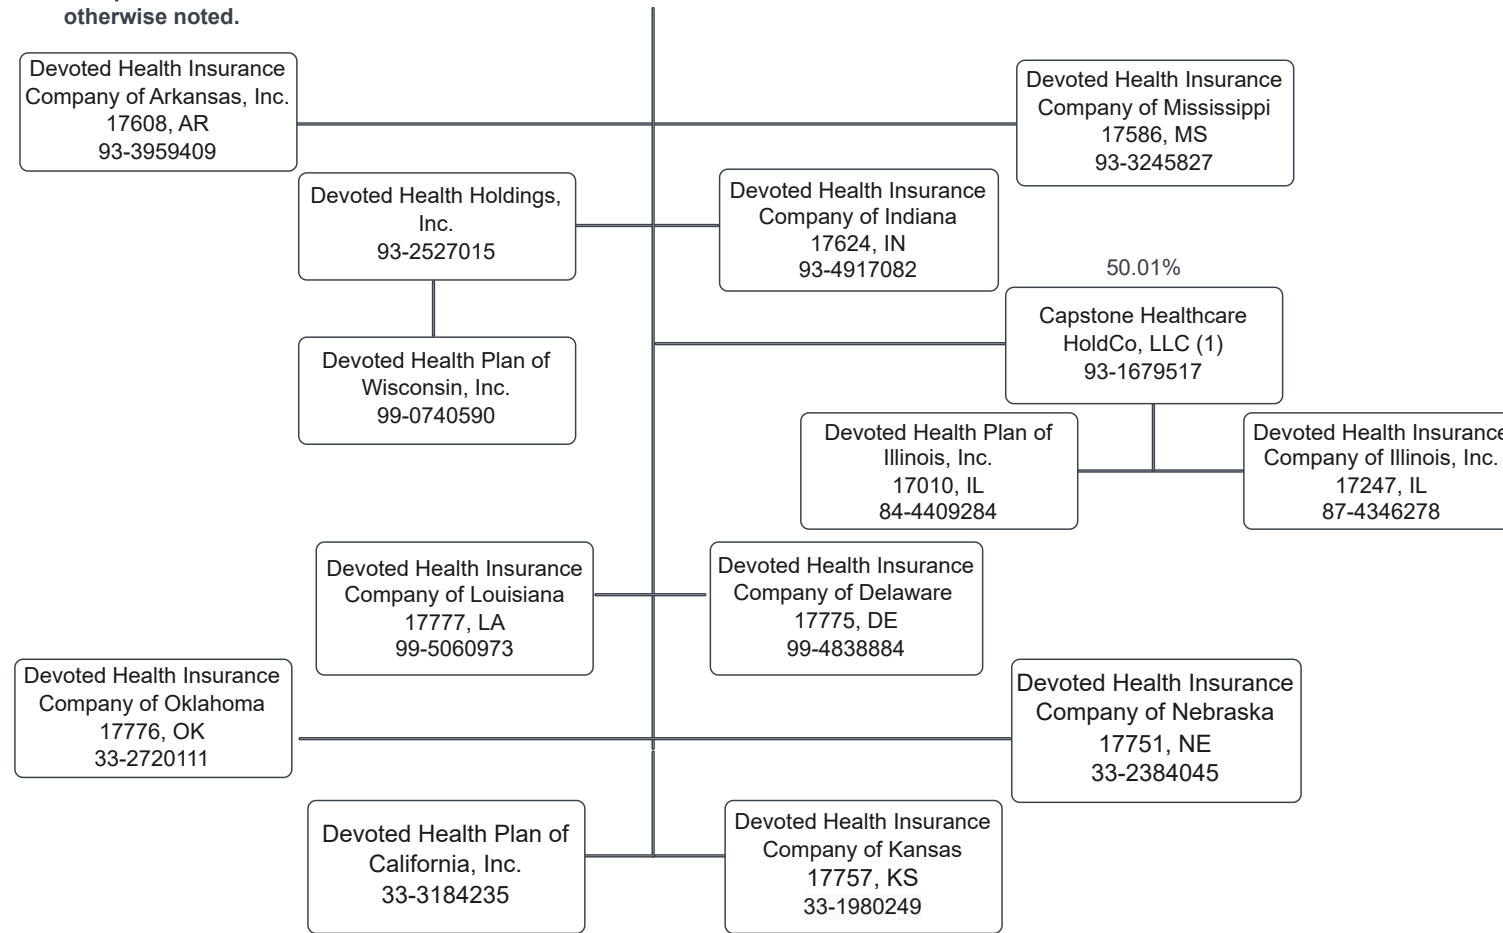 otherwise noted.
Devoted Health Insurance
Company of Arkansas, Inc.
17608, AR
93-3959409
Devoted Health Insurance
Company of Mississippi
17586, MS
93-3245827
Devoted Health Holdings,
Inc.
93-2527015
Devoted Health Insurance
Company of Indiana
17624, IN
93-4917082
50.01%
Capstone Healthcare
HoldCo, LLC (1)
93-1679517
Devoted Health Plan of
Wisconsin, Inc.
99-0740590
Devoted Health Plan of
Illinois, Inc.
17010, IL
84-4409284
Devoted Health Insurance
Company of Illinois, Inc.
17247, IL
87-4346278
Devoted Health Insurance
Company of Louisiana
17777, LA
99-5060973
Devoted Health Insurance
Company of Delaware
17775, DE
99-4838884
Devoted Health Insurance
Company of Oklahoma
17776, OK
33-2720111
Devoted Health Insurance
Company of Nebraska
17751, NE
33-2384045
Devoted Health Plan of
California, Inc.
33-3184235
Devoted Health Insurance
Company of Kansas
17757, KS
33-1980249